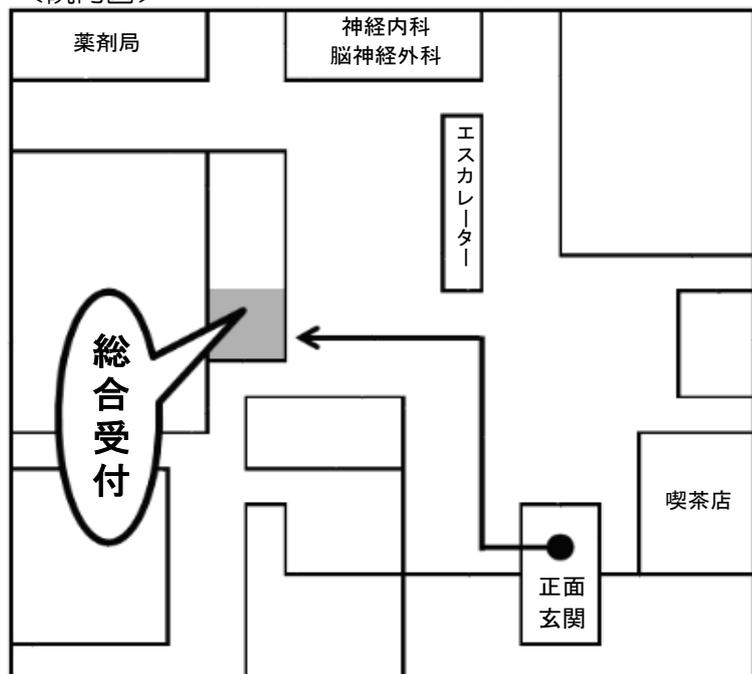 薬剤局
神経内科
脳神経外科
エスカレーター
総合受付
喫茶店
正面
玄関